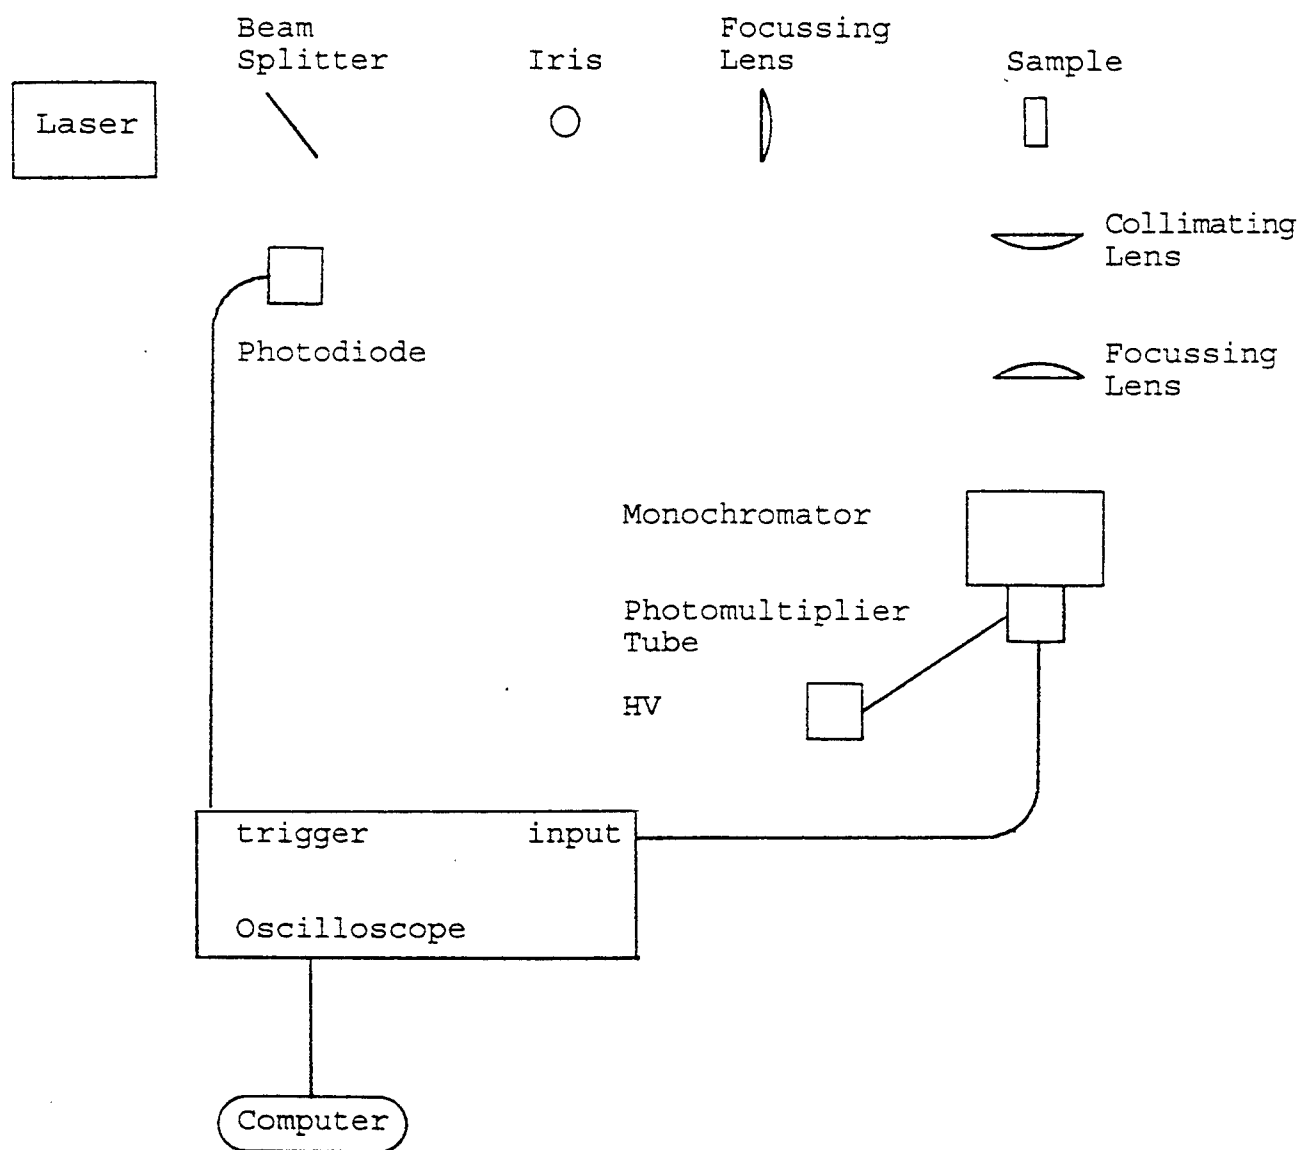 Beam
Splitter
Iris
Focussing
Lens
Sample
Laser
Collimating
Lens
Photodiode
Focussing
Lens
Monochromator
Photomultiplier
Tube
HV
trigger
input
Oscilloscope
Computer